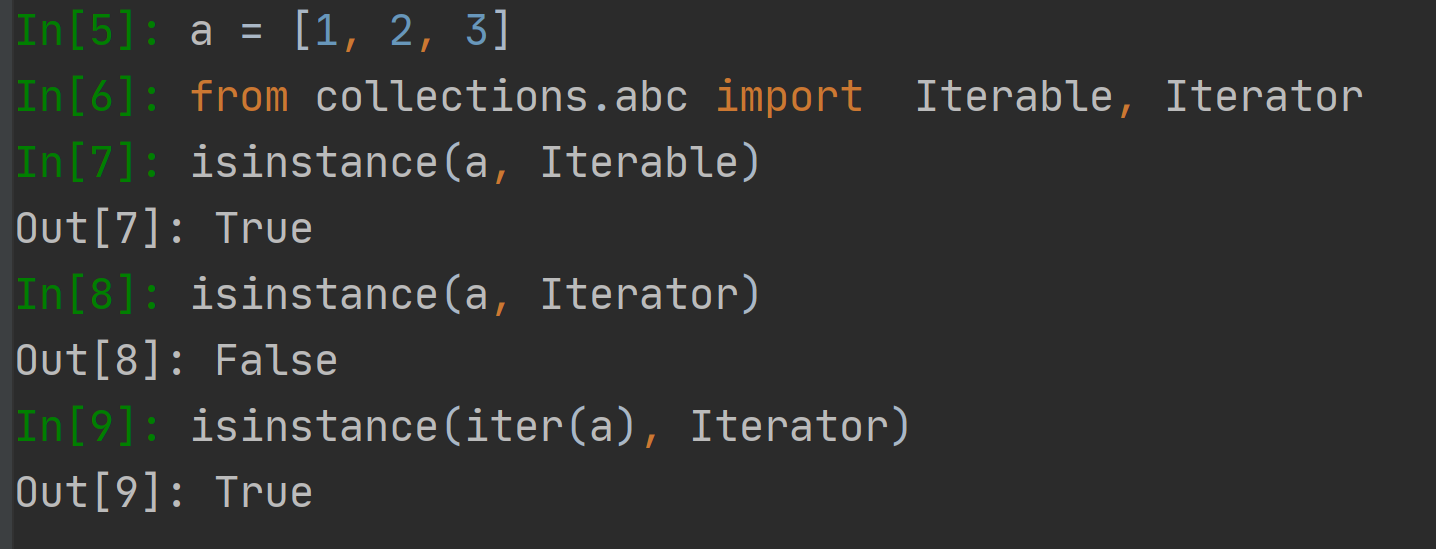 In[5]: a = [1, 2, 3]
In[6]: from collections.abc import  Iterable, Iterator
In[7]: isinstance(a, Iterable)
Out[7]: True
In[8]: isinstance(a, Iterator)
Out[8]: False
In[9]: isinstance(iter(a), Iterator)
Out[9]: True